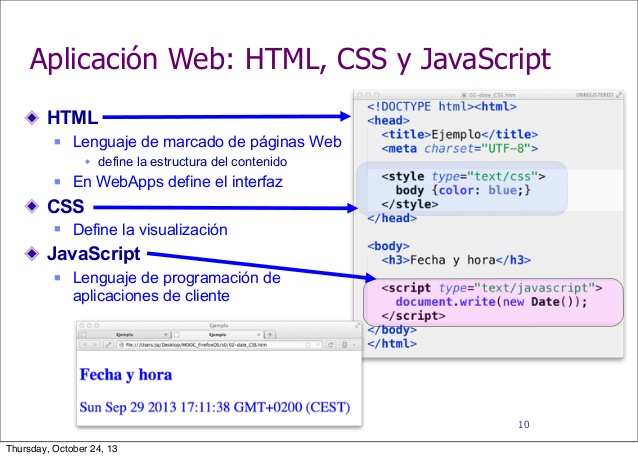 Aplicación Web: HTML, CSS y JavaScript
HTML
Lenguaje de marcado de páginas Web
define la estructura del contenido
En WebApps define el interfaz
CSS
Define la visualización
JavaScript
Lenguaje de programación de
aplicaciones de cliente
02-date_CSS.htm
UNREGISTERED
<!DOCTYPE html><html>
<head>
<title>Ejemplo</title>
<meta charset="UTF-8">
<style type="text/css">
body {color: blue;}
</style>
</head>
<body>
<h3>Fecha y hora</h3>
<script type="text/javascript">
document.write(new Date());
</script>
</body>
</html>
Ejemplo
Ejemplo
Ejemplo
file:///Users/jq/Desktop/MOOC_FirefoxOS/s0/02-date_CSS.htm
Fecha y hora
Sun Sep 29 2013 17:11:38 GMT+0200 (CEST)
10
Thursday, October 24, 13